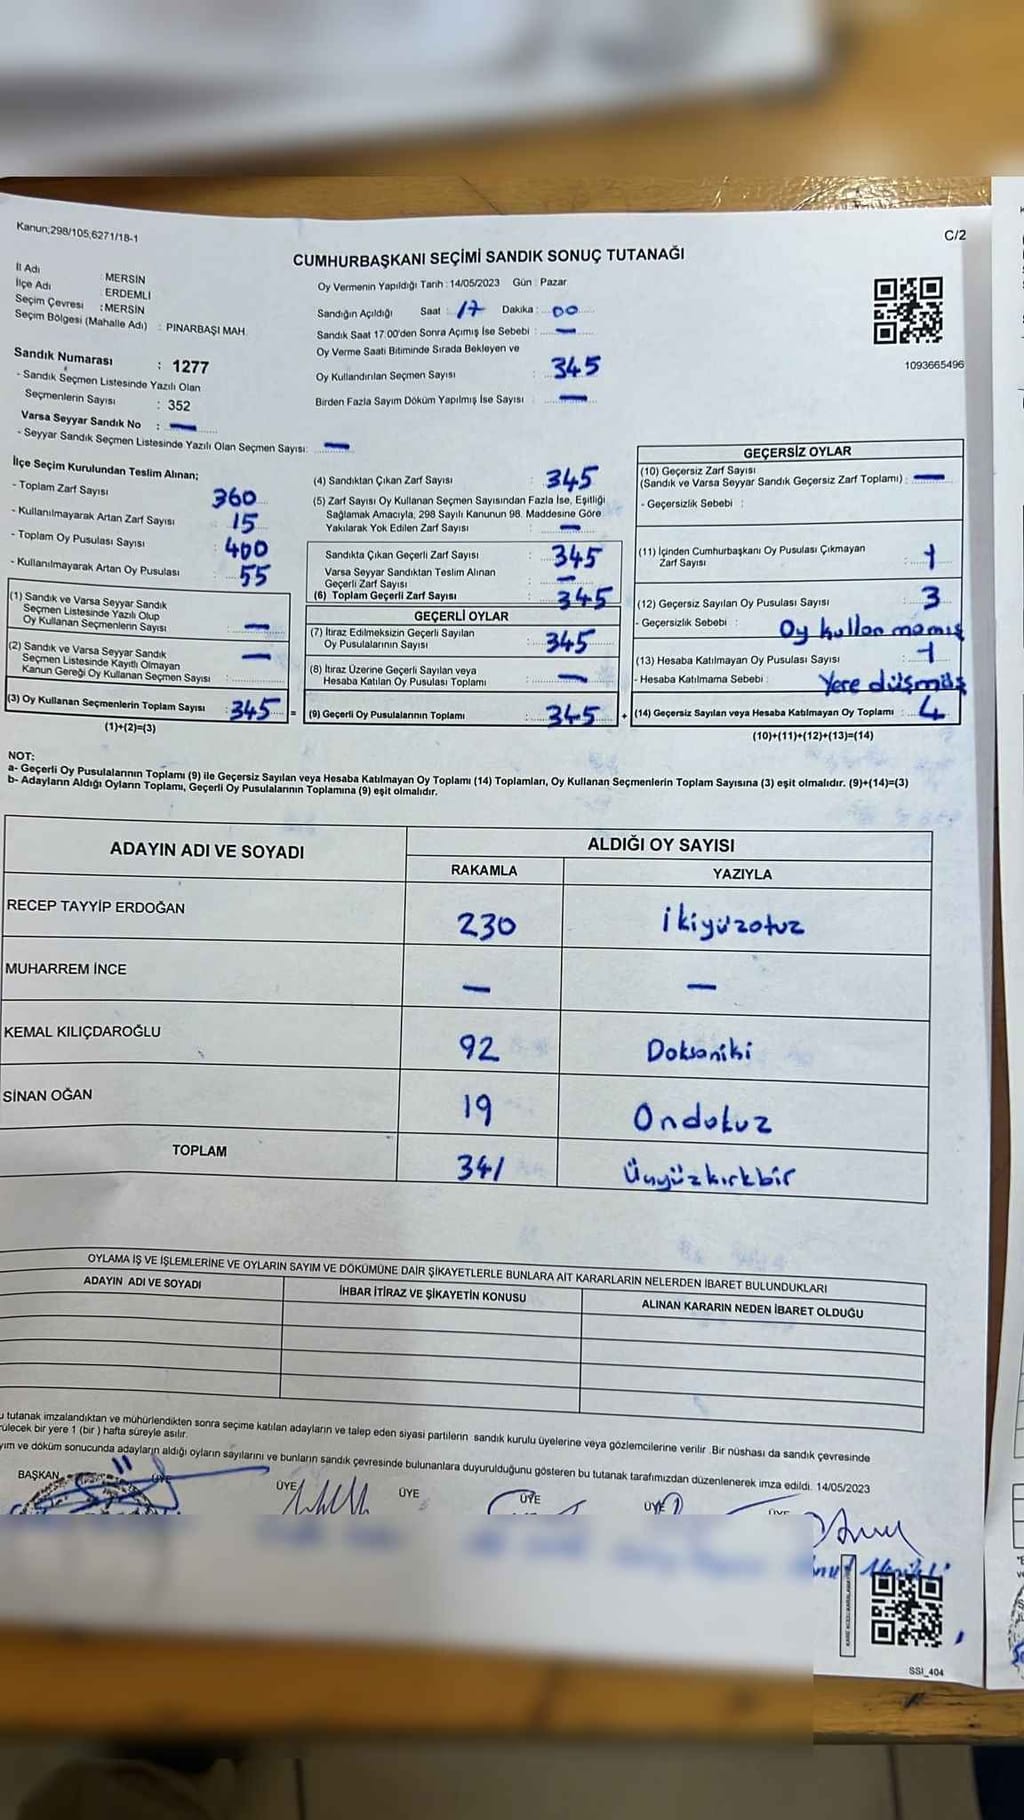 Kanun;298/105,6271/18-1
C/2
CUMHURBAŞKANI SEÇİMİ SANDIK SONUÇ TUTANAĞI
İl Adı : MERSİN
İlçe Adı : ERDEMLİ
Seçim Çevresi : MERSİN
Seçim Bölgesi (Mahalle Adı) : PINARBAŞI MAH.
Sandık Numarası : 1277
- Sandık Seçmen Listesinde Yazılı Olan
Seçmenlerin Sayısı : 352
Varsa Seyyar Sandık No : —
- Seyyar Sandık Seçmen Listesinde Yazılı Olan Seçmen Sayısı: —
Oy Vermenin Yapıldığı Tarih : 14/05/2023 Gün : Pazar
Sandığın Açıldığı Saat : 17 Dakika : 00
Sandık Saat 17.00'den Sonra Açımış İse Sebebi : —
Oy Verme Saati Bitiminde Sırada Bekleyen ve
Oy Kullandırılan Seçmen Sayısı : 345
Birden Fazla Sayım Döküm Yapılmış İse Sayısı : —
1093665496
İlçe Seçim Kurulundan Teslim Alınan;
- Toplam Zarf Sayısı 360
- Kullanılmayarak Artan Zarf Sayısı : 15
- Toplam Oy Pusulası Sayısı : 400
- Kullanılmayarak Artan Oy Pusulası : 55
(1) Sandık ve Varsa Seyyar Sandık
Seçmen Listesinde Yazılı Olup
Oy Kullanan Seçmenlerin Sayısı : —
(2) Sandık ve Varsa Seyyar Sandık
Seçmen Listesinde Kayıtlı Olmayan
Kanun Gereği Oy Kullanan Seçmen Sayısı : —
(3) Oy Kullanan Seçmenlerin Toplam Sayısı : 345 =
(1)+(2)=(3)
(4) Sandıktan Çıkan Zarf Sayısı : 345
(5) Zarf Sayısı Oy Kullanan Seçmen Sayısından Fazla İse, Eşitliği
Sağlamak Amacıyla, 298 Sayılı Kanunun 98. Maddesine Göre
Yakılarak Yok Edilen Zarf Sayısı : —
Sandıkta Çıkan Geçerli Zarf Sayısı : 345
Varsa Seyyar Sandıktan Teslim Alınan
Geçerli Zarf Sayısı : —
(6) Toplam Geçerli Zarf Sayısı : 345
GEÇERLİ OYLAR
(7) İtiraz Edilmeksizin Geçerli Sayılan
Oy Pusulalarının Sayısı : 345
(8) İtiraz Üzerine Geçerli Sayılan veya
Hesaba Katılan Oy Pusulası Toplamı : —
(9) Geçerli Oy Pusulalarının Toplamı : 345 +
GEÇERSİZ OYLAR
(10) Geçersiz Zarf Sayısı
(Sandık ve Varsa Seyyar Sandık Geçersiz Zarf Toplamı) : —
- Geçersizlik Sebebi :
(11) İçinden Cumhurbaşkanı Oy Pusulası Çıkmayan
Zarf Sayısı : 1
(12) Geçersiz Sayılan Oy Pusulası Sayısı : 3
- Geçersizlik Sebebi : Oy kullanmamış
(13) Hesaba Katılmayan Oy Pusulası Sayısı : 1
- Hesaba Katılmama Sebebi : Yere düşmüş
(14) Geçersiz Sayılan veya Hesaba Katılmayan Oy Toplamı : 4
(10)+(11)+(12)+(13)=(14)
NOT:
a- Geçerli Oy Pusulalarının Toplamı (9) ile Geçersiz Sayılan veya Hesaba Katılmayan Oy Toplamı (14) Toplamları, Oy Kullanan Seçmenlerin Toplam Sayısına (3) eşit olmalıdır. (9)+(14)=(3)
b- Adayların Aldığı Oyların Toplamı, Geçerli Oy Pusulalarının Toplamına (9) eşit olmalıdır.
ADAYIN ADI VE SOYADI
ALDIĞI OY SAYISI
RAKAMLA YAZIYLA
RECEP TAYYİP ERDOĞAN 230 İkiyüzotuz
MUHARREM İNCE — —
KEMAL KILIÇDAROĞLU 92 Doksaniki
SİNAN OĞAN 19 Ondokuz
TOPLAM 341 Üçyüzkırkbir
OYLAMA İŞ VE İŞLEMLERİNE VE OYLARIN SAYIM VE DÖKÜMÜNE DAİR ŞİKAYETLERLE BUNLARA AİT KARARLARIN NELERDEN İBARET BULUNDUKLARI
ADAYIN ADI VE SOYADI İHBAR İTİRAZ VE ŞİKAYETİN KONUSU ALINAN KARARIN NEDEN İBARET OLDUĞU
tutanak imzalandıktan ve mühürlendikten sonra seçime katılan adayların ve talep eden siyasi partilerin sandık kurulu üyelerine veya gözlemcilerine verilir. Bir nüshası da sandık çevresinde
bir yere 1 (bir) hafta süreyle asılır.
ve döküm sonucunda adayların aldığı oyların sayılarını ve bunların sandık çevresinde bulunanlara duyurulduğunu gösteren bu tutanak tarafımızdan düzenlenerek imza edildi. 14/05/2023
BAŞKAN ÜYE ÜYE ÜYE ÜYE ÜYE ÜYE
SSİ_404